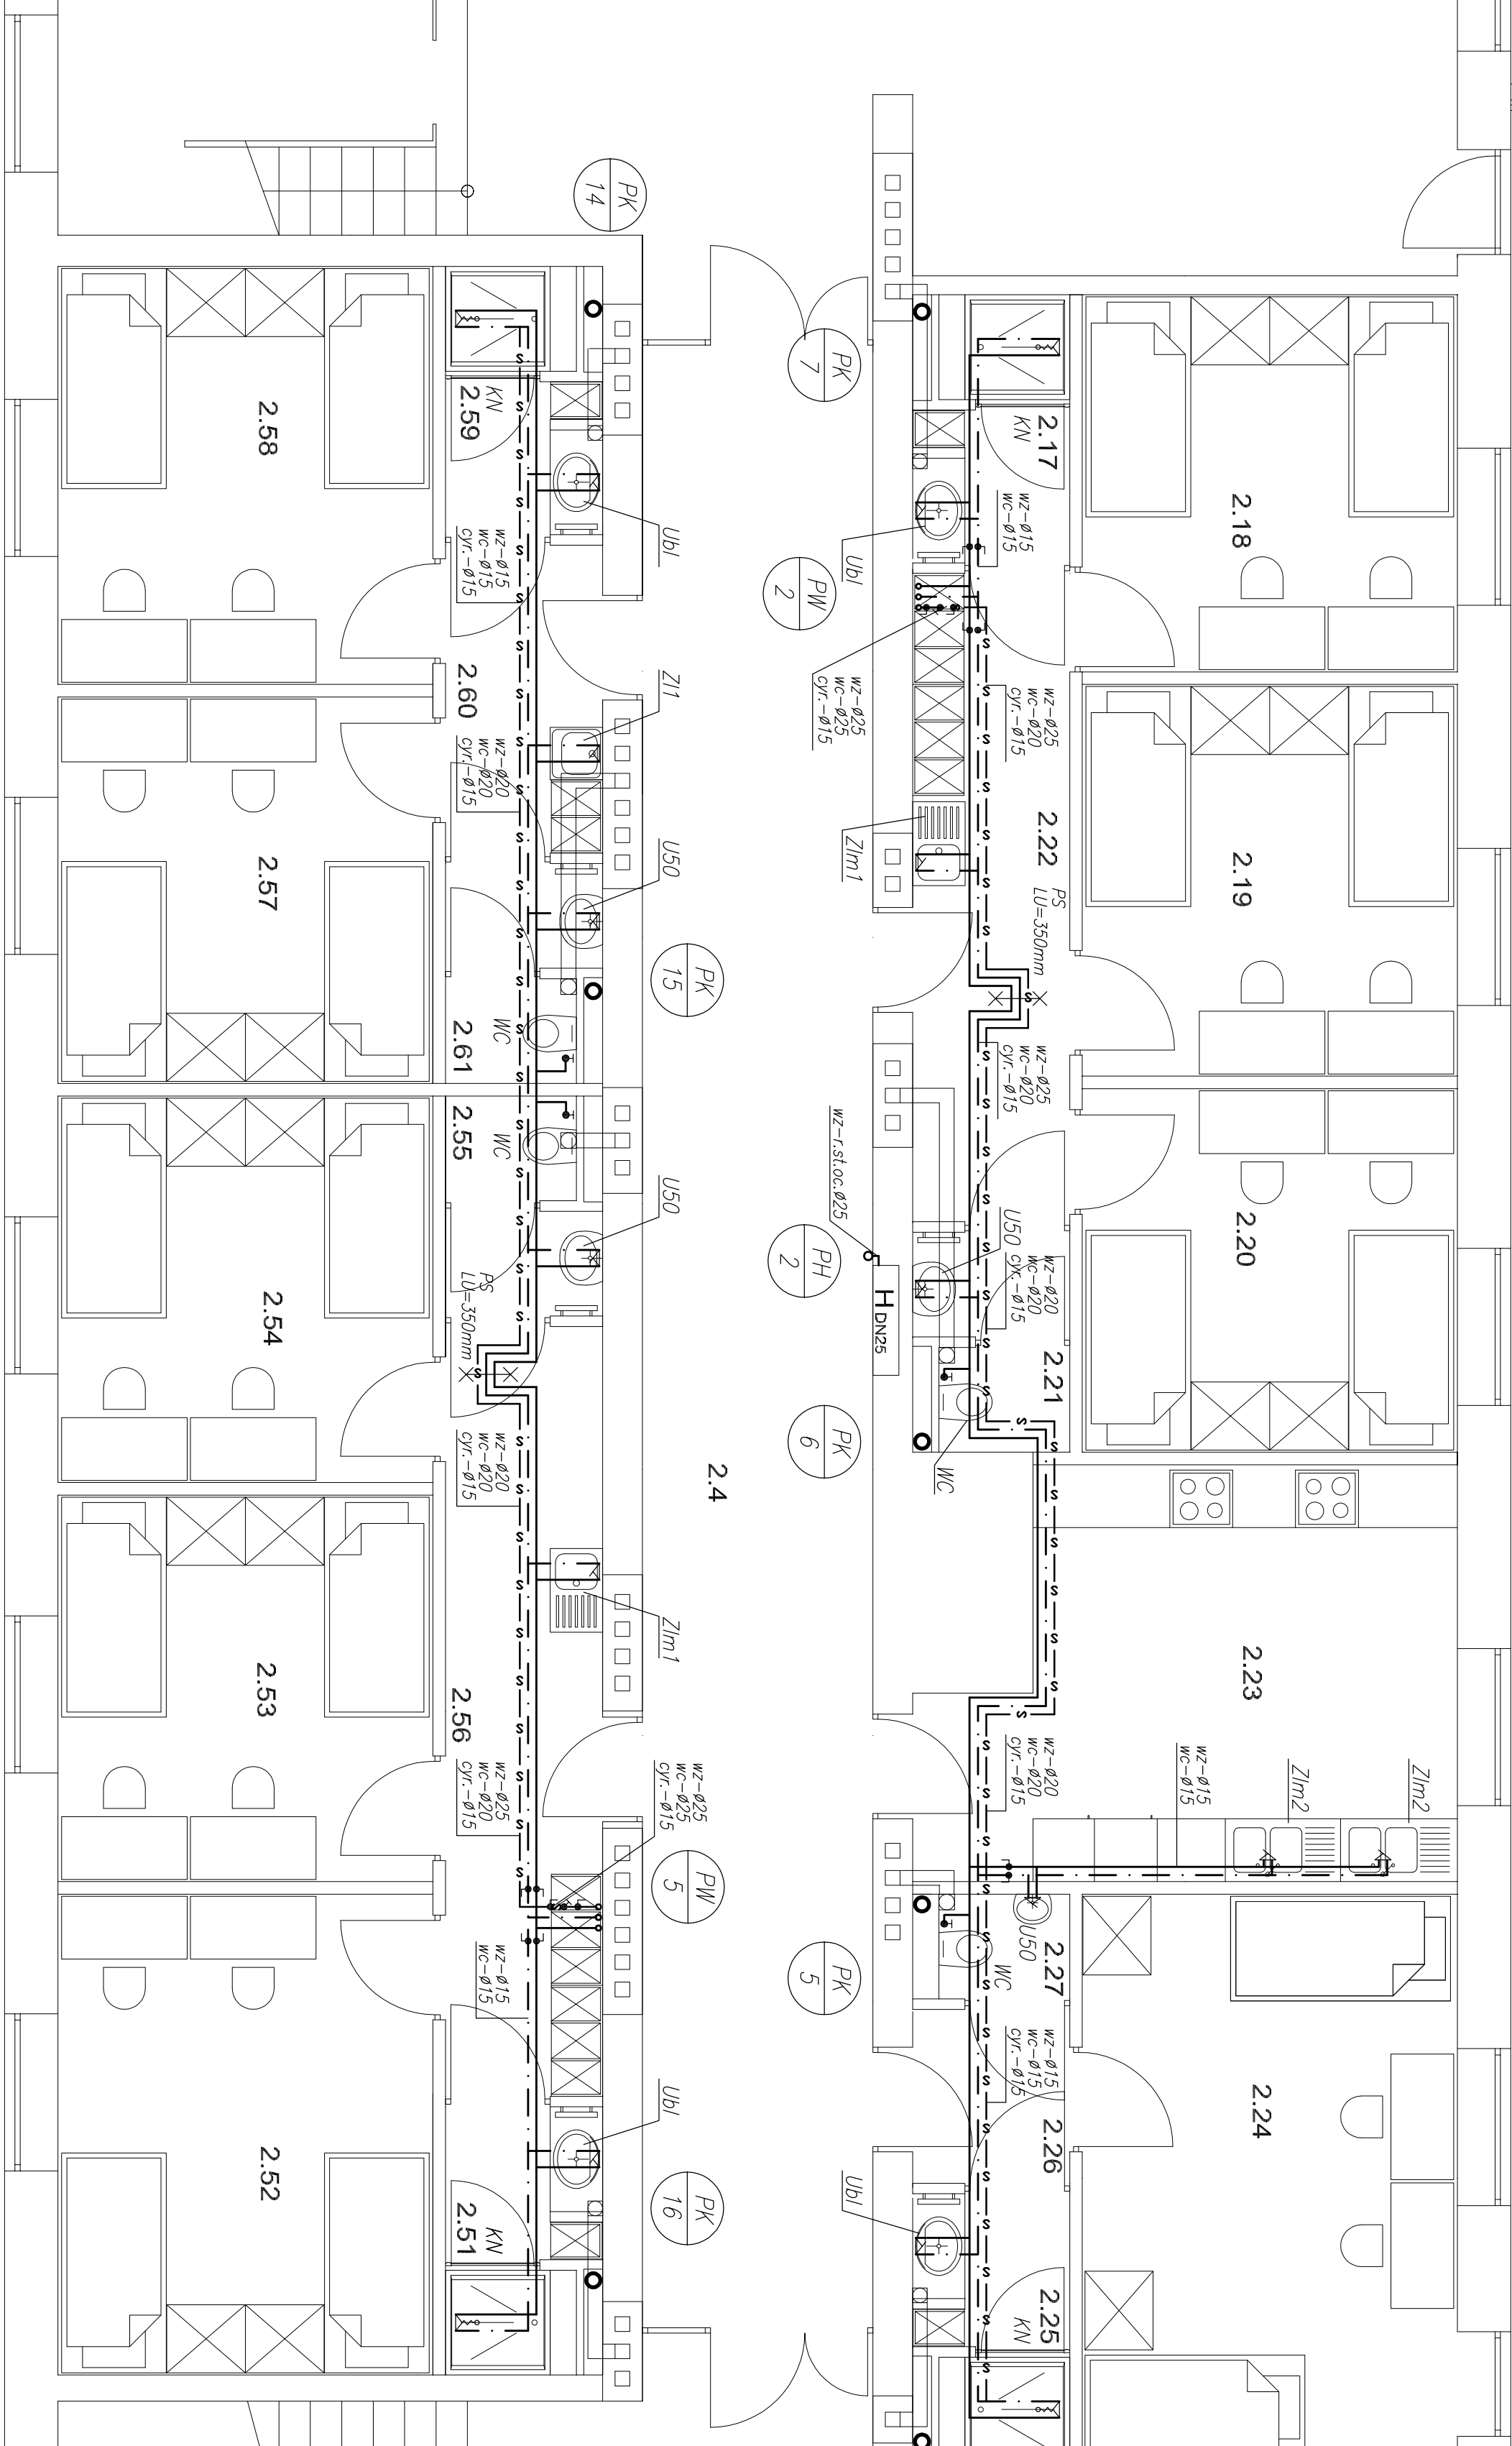 2.18
2.19
2.20
2.23
2.24
2.17
KN
wz-ø15
wc-ø15
wz-ø25
wc-ø20
cyr.-ø15
2.22
PS
LU=350mm
wz-ø25
wc-ø20
cyr.-ø15
U50
wz-ø20
wc-ø20
cyr.-ø15
2.21
WC
wz-ø20
wc-ø20
cyr.-ø15
wz-ø15
wc-ø15
Zlm2
Zlm2
U50
2.27
WC
wz-ø15
wc-ø15
cyr.-ø15
2.26
2.25
KN
Ubl
wz-ø25
wc-ø25
cyr.-ø15
Zlm1
wz-r.st.oc.ø25
H DN25
Ubl
PK
7
PW
2
PH
2
PK
6
PK
5
2.4
PK
14
Ubl
Zl1
U50
PK
15
U50
Zlm1
wz-ø25
wc-ø25
cyr.-ø15
PW
5
Ubl
PK
16
KN
2.59
wz-ø15
wc-ø15
cyr.-ø15
2.60
wz-ø20
wc-ø20
cyr.-ø15
WC
2.61
WC
2.55
PS
LU=350mm
wz-ø20
wc-ø20
cyr.-ø15
2.56
wz-ø25
wc-ø20
cyr.-ø15
wz-ø15
wc-ø15
KN
2.51
2.58
2.57
2.54
2.53
2.52